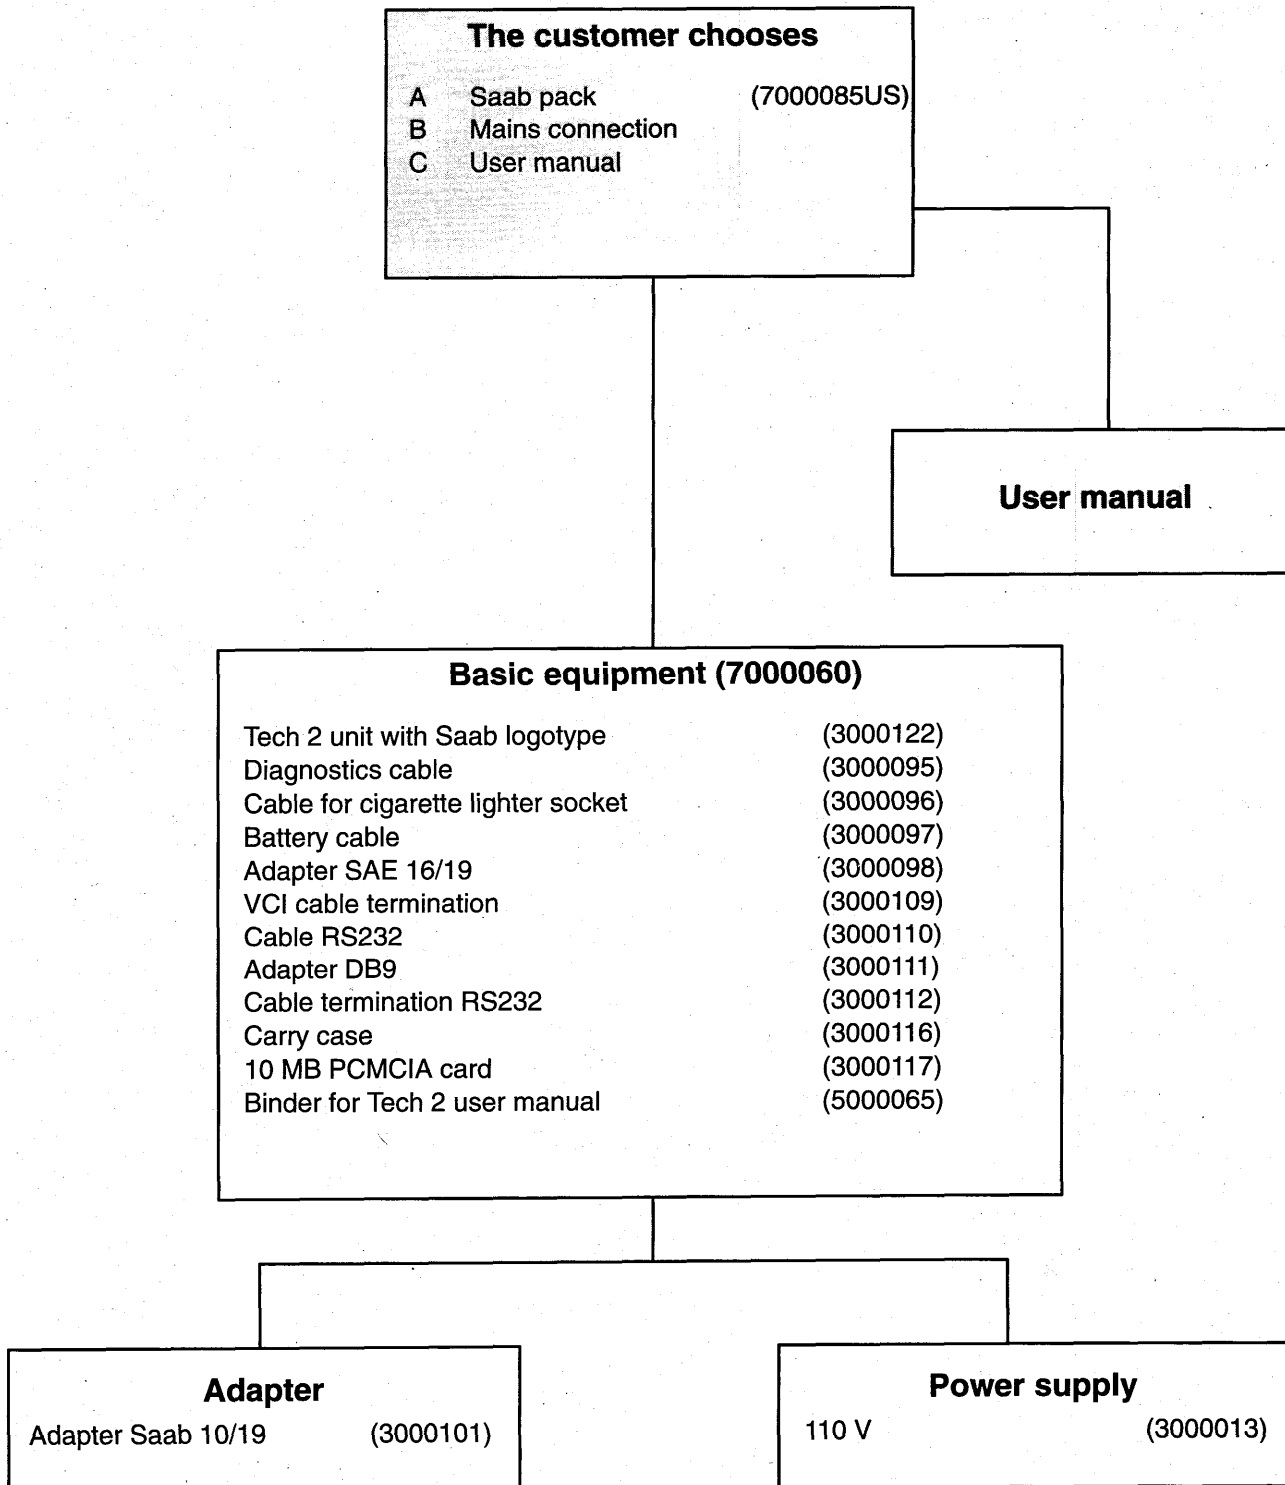 The customer chooses
A Saab pack (7000085US)
B Mains connection
C User manual
User manual
Basic equipment (7000060)
Tech 2 unit with Saab logotype (3000122)
Diagnostics cable (3000095)
Cable for cigarette lighter socket (3000096)
Battery cable (3000097)
Adapter SAE 16/19 (3000098)
VCI cable termination (3000109)
Cable RS232 (3000110)
Adapter DB9 (3000111)
Cable termination RS232 (3000112)
Carry case (3000116)
10 MB PCMCIA card (3000117)
Binder for Tech 2 user manual (5000065)
Adapter
Adapter Saab 10/19 (3000101)
Power supply
110 V (3000013)